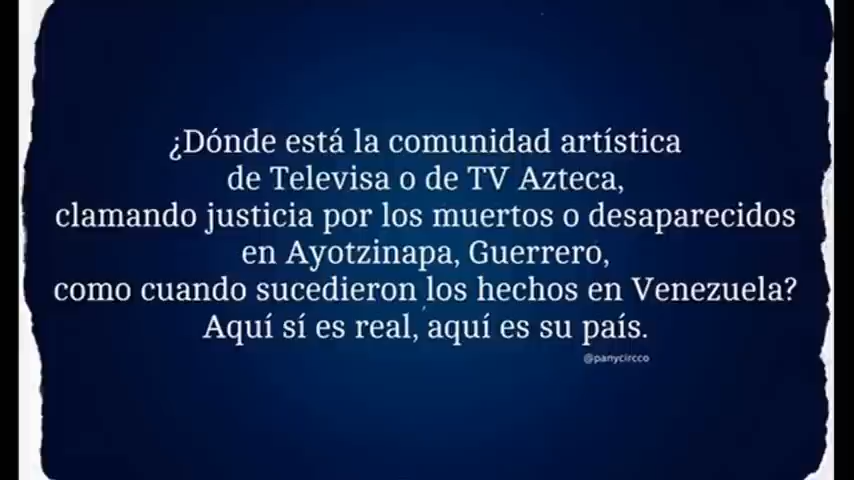 ¿Dónde está la comunidad artística
de Televisa o de TV Azteca,
clamando justicia por los muertos o desaparecidos
en Ayotzinapa, Guerrero,
como cuando sucedieron los hechos en Venezuela?
Aquí sí es real, aquí es su país.
@panycircco